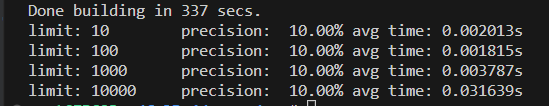 Done building in 337 secs.
limit: 10 precision: 10.00% avg time: 0.002013s
limit: 100 precision: 10.00% avg time: 0.001815s
limit: 1000 precision: 10.00% avg time: 0.003787s
limit: 10000 precision: 10.00% avg time: 0.031639s